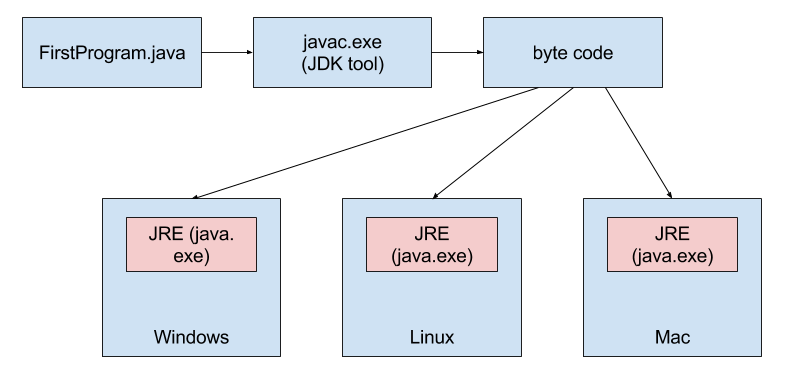 FirstProgram.java
javac.exe
(JDK tool)
byte code
JRE (java.
exe)
Windows
JRE
(java.exe)
Linux
JRE
(java.exe)
Mac